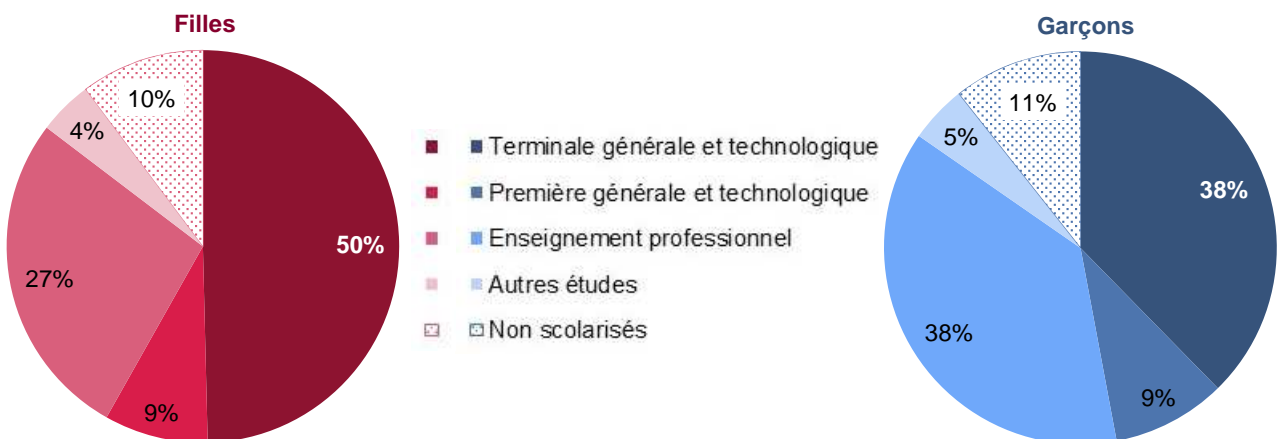 Filles
10%
4%
50%
27%
9%
Terminale générale et technologique
Première générale et technologique
Enseignement professionnel
Autres études
Non scolarisés
Garçons
11%
5%
38%
38%
9%